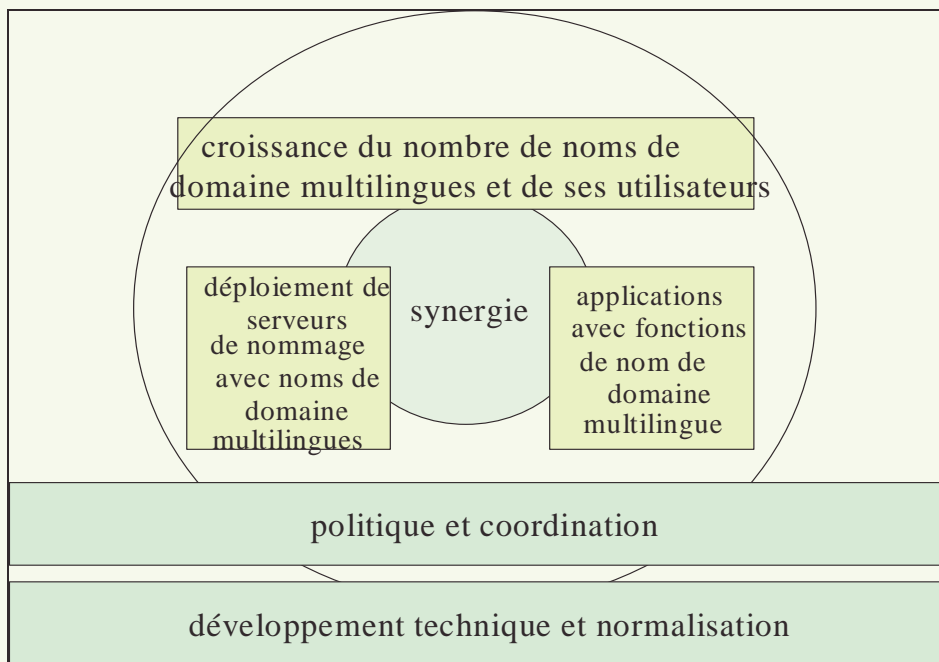 croissance du nombre de noms de
domaine multilingues et de ses utilisateurs
déploiement de
serveurs
de nommage
avec noms de
domaine
multilingues
synergie
applications
avec fonctions
de nom de
domaine
multilingue
politique et coordination
développement technique et normalisation